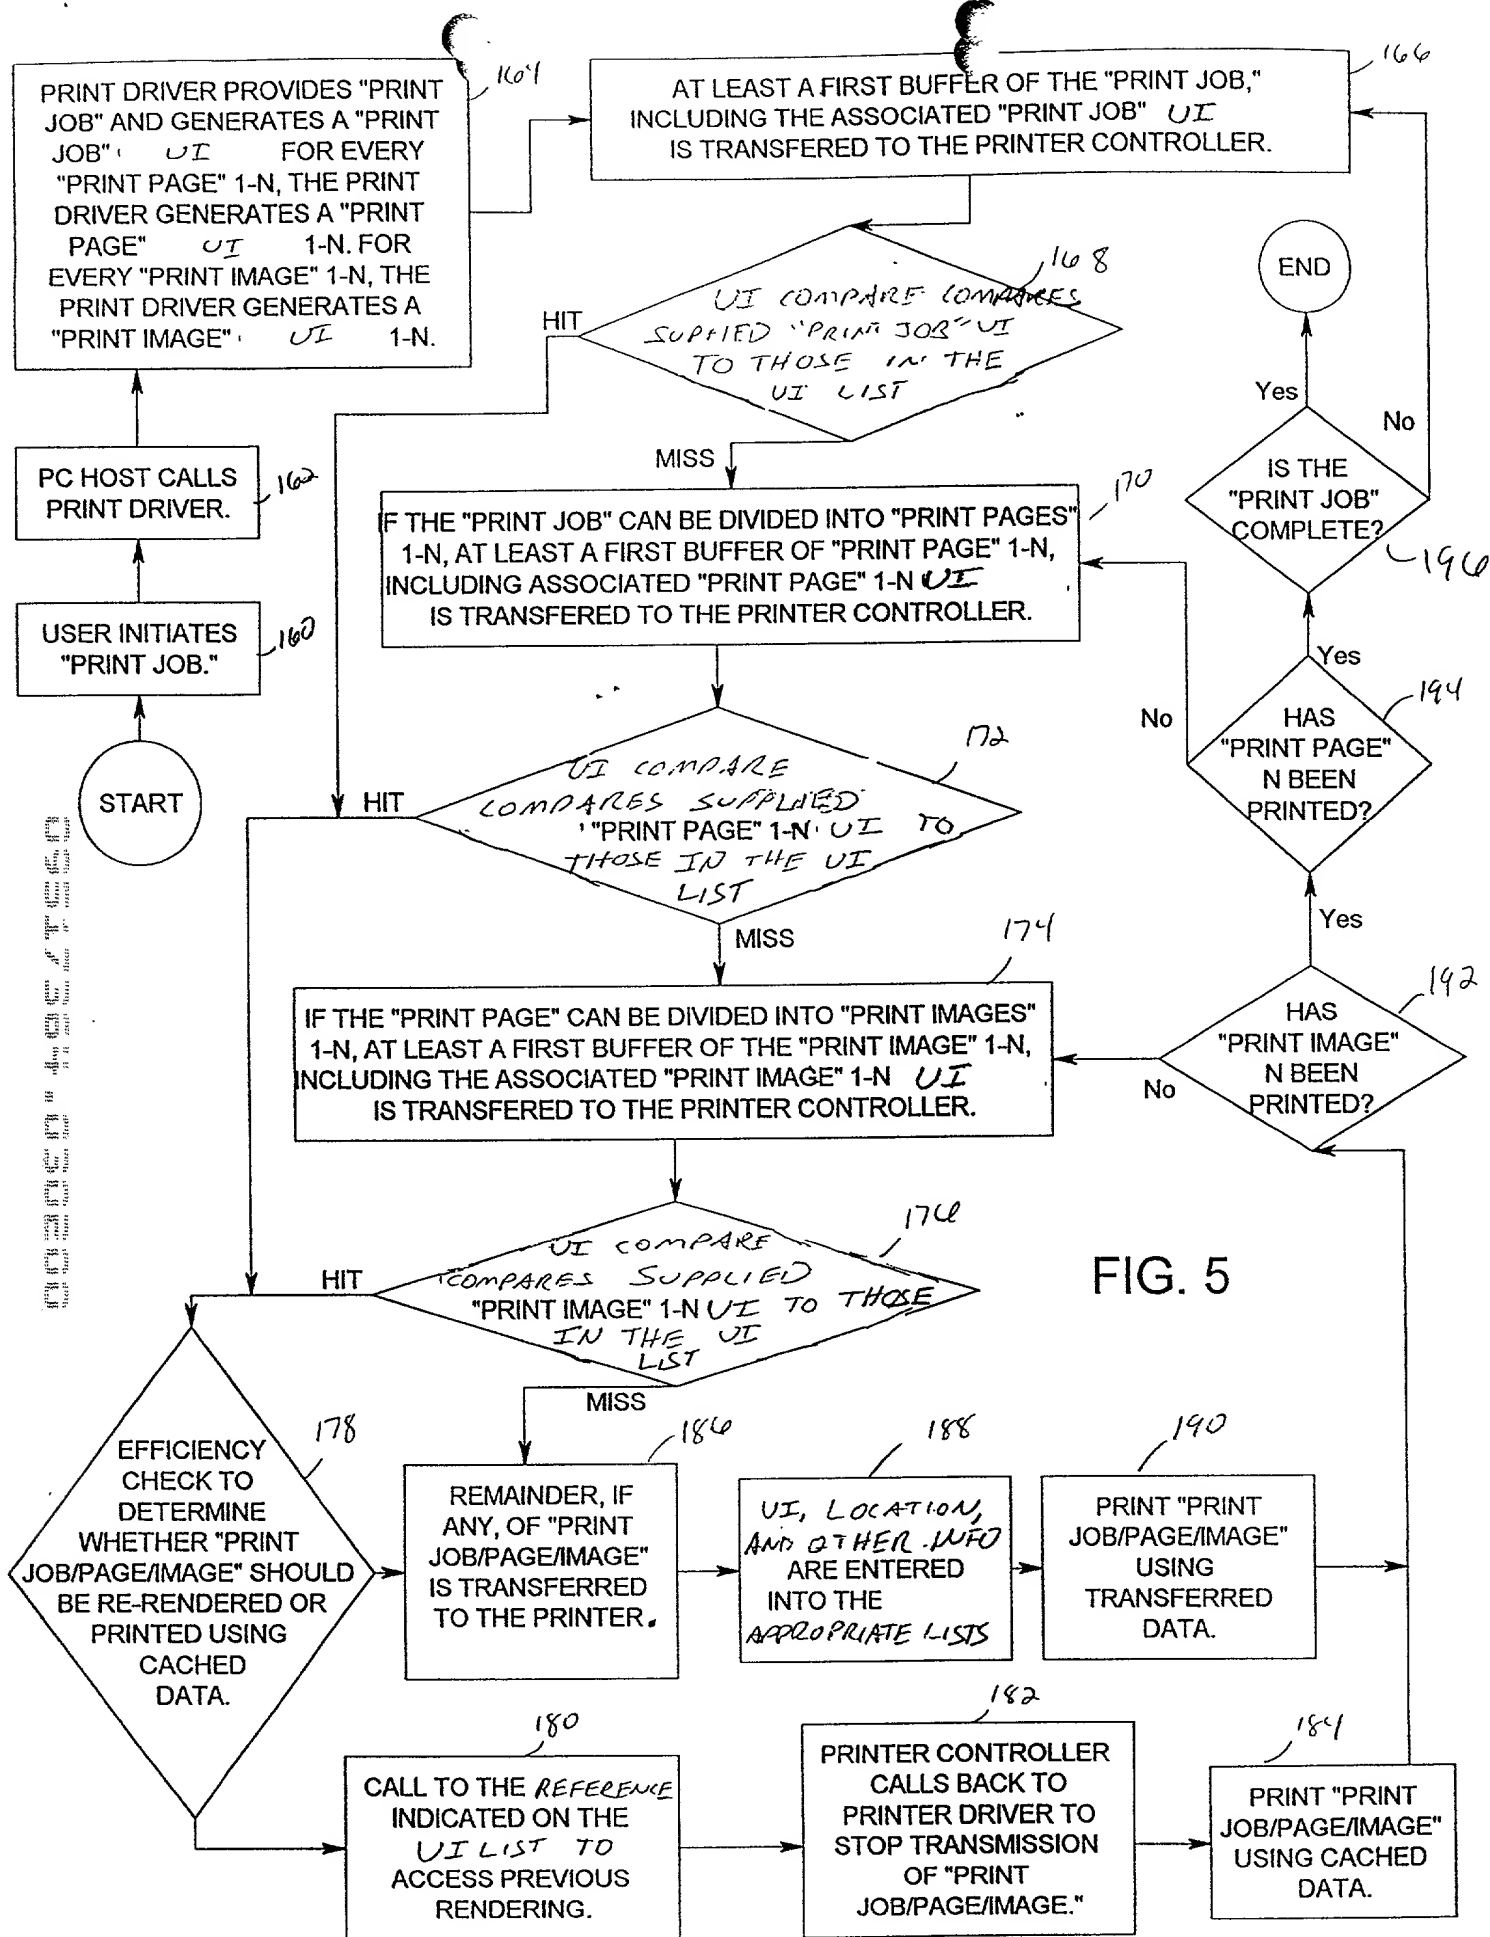 164
PRINT DRIVER PROVIDES "PRINT
JOB" AND GENERATES A "PRINT
JOB" UI FOR EVERY
"PRINT PAGE" 1-N, THE PRINT
DRIVER GENERATES A "PRINT
PAGE" UI 1-N. FOR
EVERY "PRINT IMAGE" 1-N, THE
PRINT DRIVER GENERATES A
"PRINT IMAGE" UI 1-N.
166
AT LEAST A FIRST BUFFER OF THE "PRINT JOB,"
INCLUDING THE ASSOCIATED "PRINT JOB" UI
IS TRANSFERED TO THE PRINTER CONTROLLER.
168
UI COMPARE COMPARES
SUPPLIED "PRINT JOB" UI
TO THOSE IN THE
UI LIST
HIT
MISS
END
Yes
No
IS THE
"PRINT JOB"
COMPLETE?
196
PC HOST CALLS
PRINT DRIVER.
162
USER INITIATES
"PRINT JOB."
160
START
170
IF THE "PRINT JOB" CAN BE DIVIDED INTO "PRINT PAGES"
1-N, AT LEAST A FIRST BUFFER OF "PRINT PAGE" 1-N,
INCLUDING ASSOCIATED "PRINT PAGE" 1-N UI
IS TRANSFERED TO THE PRINTER CONTROLLER.
Yes
194
No
HAS
"PRINT PAGE"
N BEEN
PRINTED?
172
UI COMPARE
COMPARES SUPPLIED
"PRINT PAGE" 1-N UI TO
THOSE IN THE UI
LIST
HIT
MISS
Yes
174
IF THE "PRINT PAGE" CAN BE DIVIDED INTO "PRINT IMAGES"
1-N, AT LEAST A FIRST BUFFER OF THE "PRINT IMAGE" 1-N,
INCLUDING THE ASSOCIATED "PRINT IMAGE" 1-N UI
IS TRANSFERED TO THE PRINTER CONTROLLER.
192
HAS
"PRINT IMAGE"
N BEEN
PRINTED?
No
176
UI COMPARE
COMPARES SUPPLIED
"PRINT IMAGE" 1-N UI TO THOSE
IN THE UI
LIST
HIT
MISS
FIG. 5
178
EFFICIENCY
CHECK TO
DETERMINE
WHETHER "PRINT
JOB/PAGE/IMAGE" SHOULD
BE RE-RENDERED OR
PRINTED USING
CACHED
DATA.
186
REMAINDER, IF
ANY, OF "PRINT
JOB/PAGE/IMAGE"
IS TRANSFERRED
TO THE PRINTER.
188
UI, LOCATION,
AND OTHER INFO
ARE ENTERED
INTO THE
APPROPRIATE LISTS
190
PRINT "PRINT
JOB/PAGE/IMAGE"
USING
TRANSFERRED
DATA.
180
CALL TO THE REFERENCE
INDICATED ON THE
UI LIST TO
ACCESS PREVIOUS
RENDERING.
182
PRINTER CONTROLLER
CALLS BACK TO
PRINTER DRIVER TO
STOP TRANSMISSION
OF "PRINT
JOB/PAGE/IMAGE."
184
PRINT "PRINT
JOB/PAGE/IMAGE"
USING CACHED
DATA.